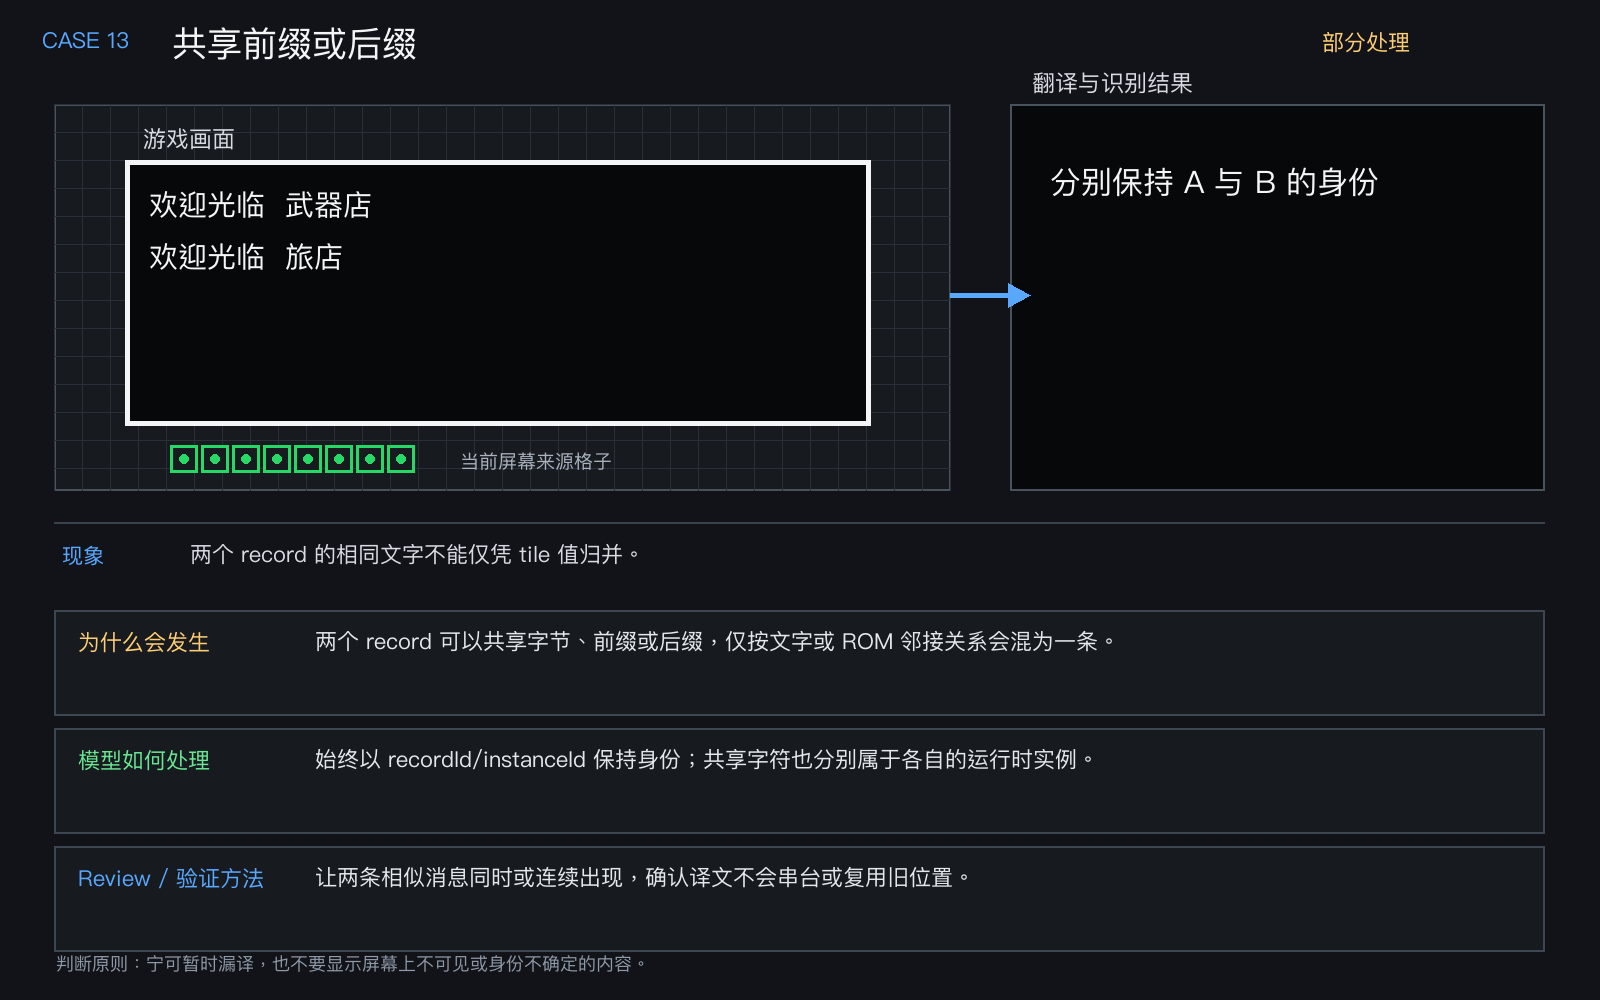 CASE 13 共享前缀或后缀
部分处理
翻译与识别结果
游戏画面
欢迎光临 武器店
欢迎光临 旅店
当前屏幕来源格子
分别保持 A 与 B 的身份
现象 两个 record 的相同文字不能仅凭 tile 值归并。
为什么会发生 两个 record 可以共享字节、前缀或后缀，仅按文字或 ROM 邻接关系会混为一条。
模型如何处理 始终以 recordId/instanceId 保持身份；共享字符也分别属于各自的运行时实例。
Review / 验证方法 让两条相似消息同时或连续出现，确认译文不会串台或复用旧位置。
判断原则：宁可暂时漏译，也不要显示屏幕上不可见或身份不确定的内容。